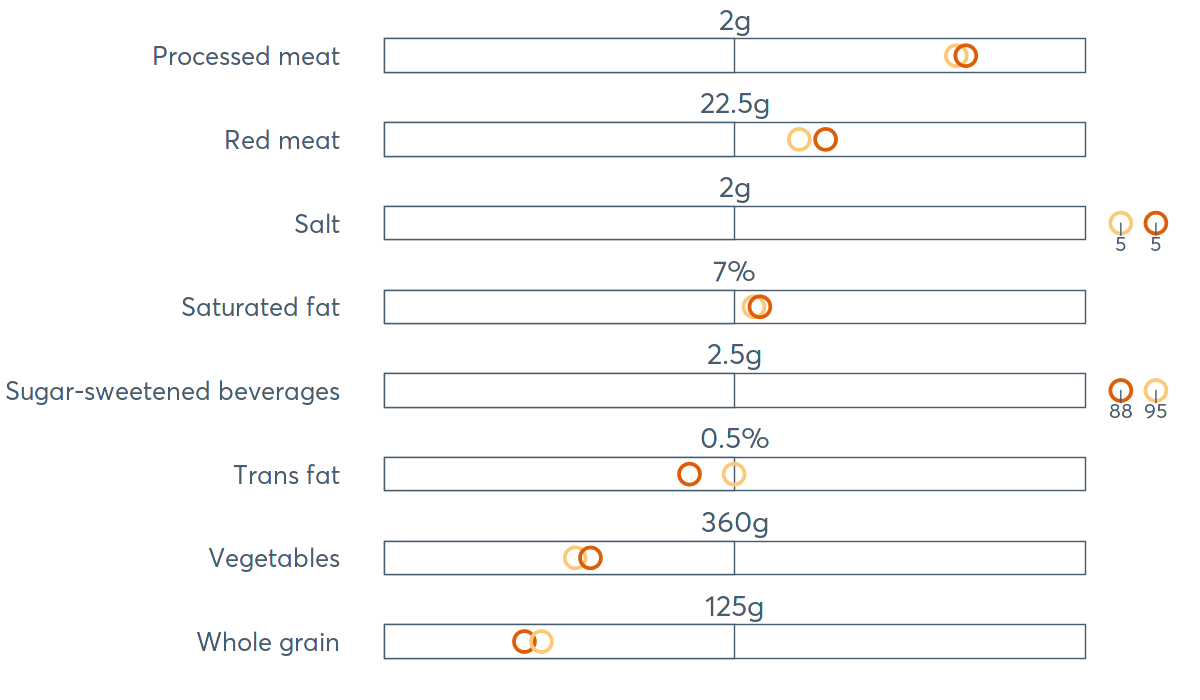 2g
Processed meat
22.5g
Red meat
2g
Salt
5 5
7%
Saturated fat
2.5g
Sugar-sweetened beverages
88 95
0.5%
Trans fat
360g
Vegetables
125g
Whole grain